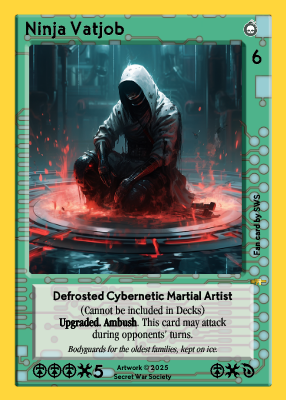 Ninja Vatjob
6
Fan card by SWS
Defrosted Cybernetic Martial Artist
(Cannot be included in Decks)
Upgraded. Ambush. This card may attack
during opponents' turns.
Bodyguards for the oldest families, kept on ice.
5
Artwork © 2025
Secret War Society